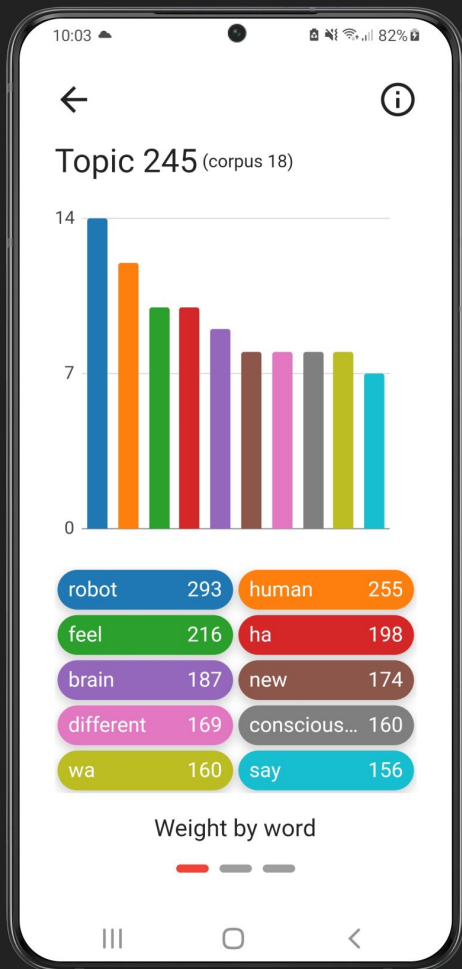 10:03 82%
Topic 245 (corpus 18)
14
7
0
robot 293 human 255
feel 216 ha 198
brain 187 new 174
different 169 conscious... 160
wa 160 say 156
Weight by word